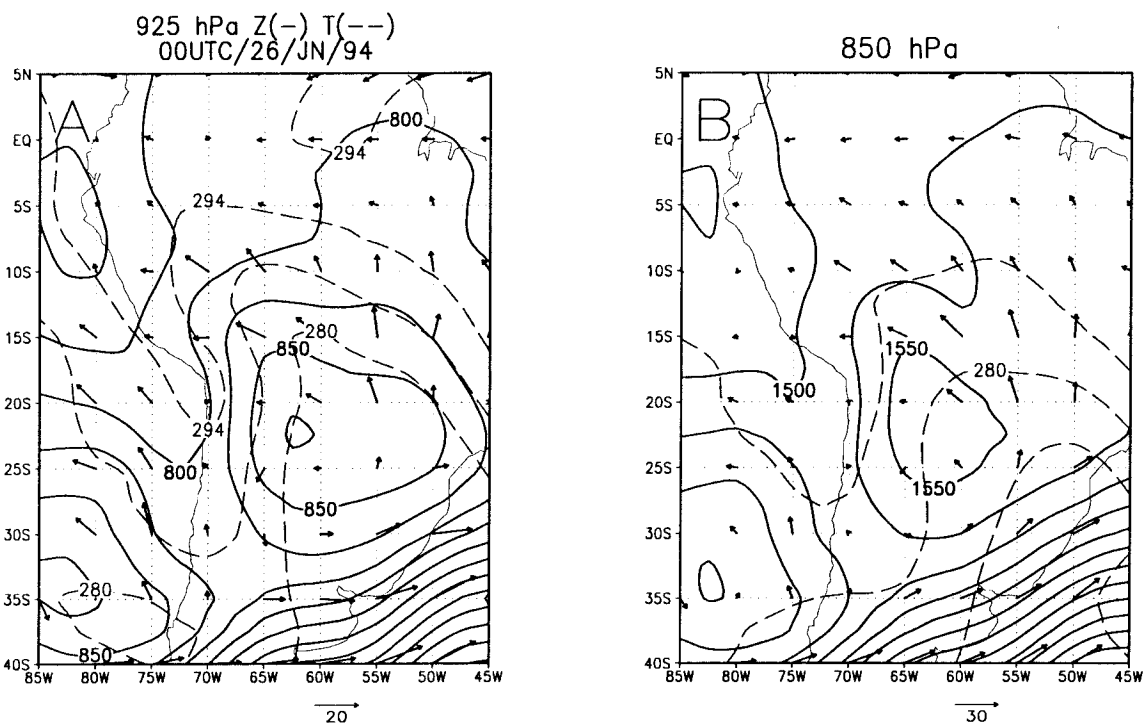 925 hPa Z(-) T(--)
00UTC/26/JN/94
850 hPa
A
5N
EQ
5S
10S
15S
20S
25S
30S
35S
40S
800
294
294
280
850
294
800
850
280
850
85W 80W 75W 70W 65W 60W 55W 50W 45W
20
B
5N
EQ
5S
10S
15S
20S
25S
30S
35S
40S
1550
280
1500
1550
85W 80W 75W 70W 65W 60W 55W 50W 45W
30